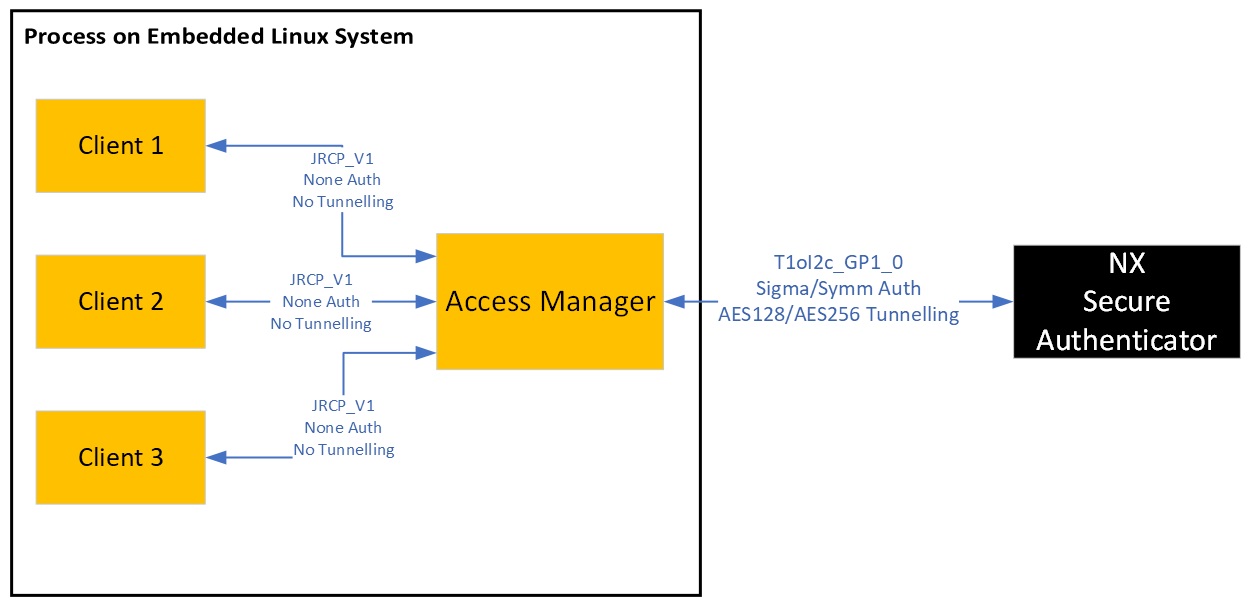 Process on Embedded Linux System
Client 1
JRCP_V1
None Auth
No Tunnelling
Client 2
JRCP_V1
None Auth
No Tunnelling
Client 3
JRCP_V1
None Auth
No Tunnelling
Access Manager
T1oI2c_GP1_0
Sigma/Symm Auth
AES128/AES256 Tunnelling
NX
Secure
Authenticator